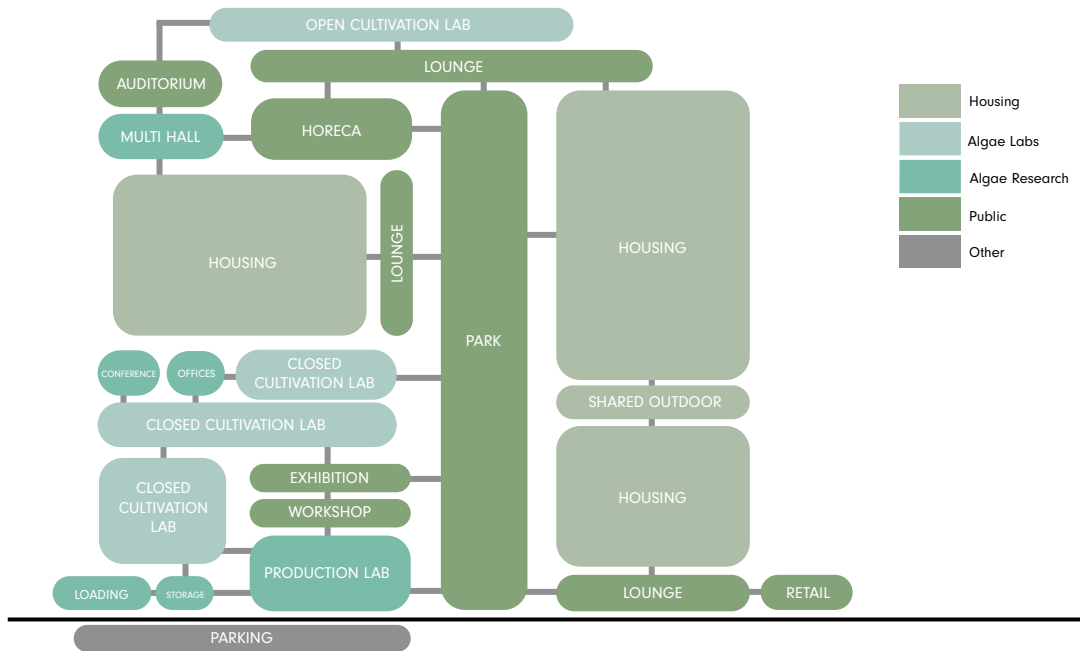 OPEN CULTIVATION LAB
LOUNGE
AUDITORIUM
MULTI HALL
HORECA
HOUSING
LOUNGE
PARK
HOUSING
CONFERENCE
OFFICES
CLOSED
CULTIVATION LAB
SHARED OUTDOOR
CLOSED CULTIVATION LAB
CLOSED
CULTIVATION
LAB
EXHIBITION
WORKSHOP
HOUSING
PRODUCTION LAB
LOADING
STORAGE
LOUNGE
RETAIL
PARKING
Housing
Algae Labs
Algae Research
Public
Other